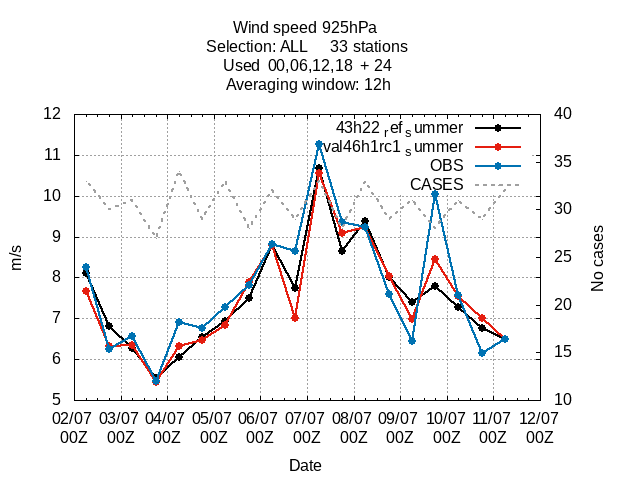 Wind speed 925hPa
Selection: ALL 33 stations
Used 00,06,12,18 + 24
Averaging window: 12h
12 40
43h22 ref summer
val46h1rc1 summer
11 35
OBS
CASES
10 30
9
m/s 8 25 No cases
7 20
6 15
5 10
02/07 03/07 04/07 05/07 06/07 07/07 08/07 09/07 10/07 11/07 12/07
00Z 00Z 00Z 00Z 00Z 00Z 00Z 00Z 00Z 00Z 00Z
Date